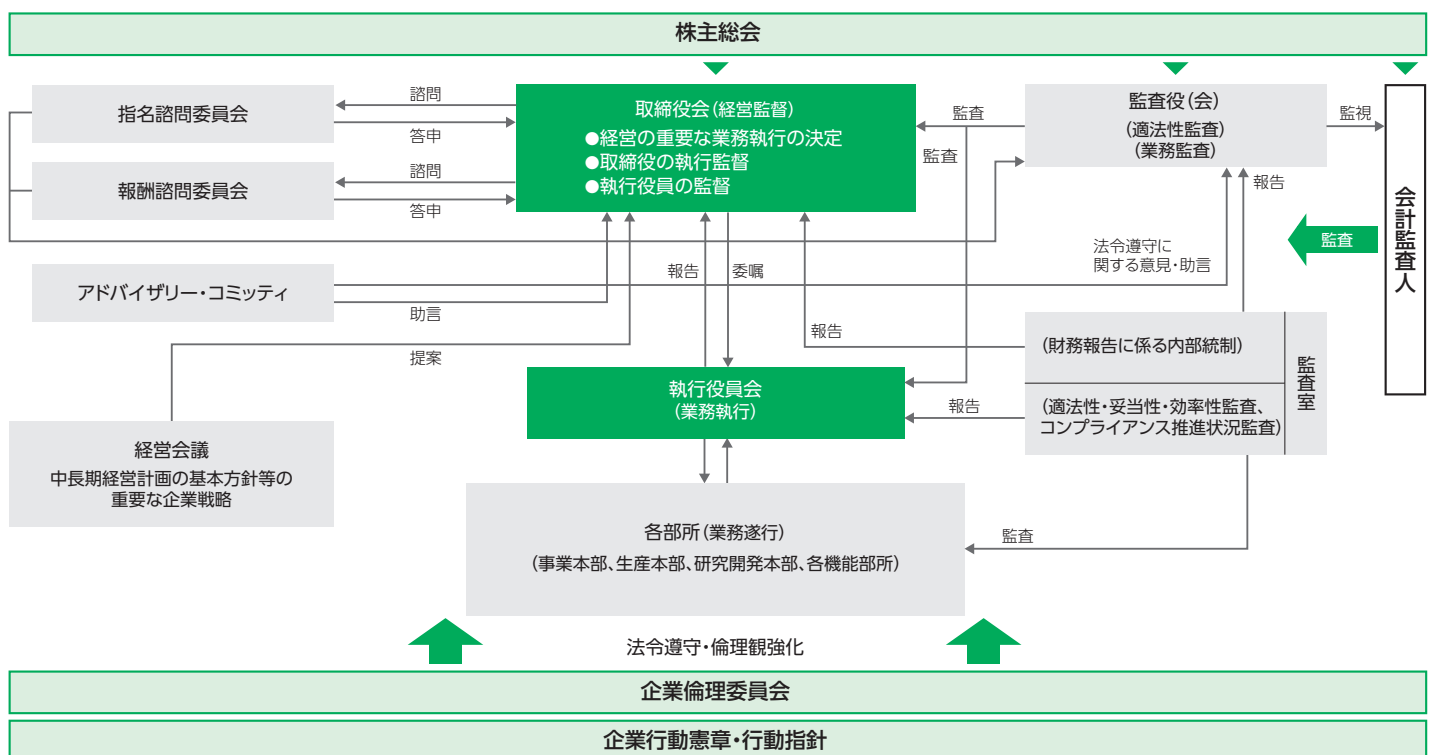 株主総会
指名諮問委員会
諮問
答申
報酬諮問委員会
諮問
答申
取締役会(経営監督)
●経営の重要な業務執行の決定
●取締役の執行監督
●執行役員の監督
監査
監査
監査役(会)
(適法性監査)
(業務監査)
監視
報告
会計監査人
監査
法令遵守に
関する意見・助言
アドバイザリー・コミッティ
助言
報告
委嘱
提案
報告
(財務報告に係る内部統制)
(適法性・妥当性・効率性監査、
コンプライアンス推進状況監査)
監査室
執行役員会
(業務執行)
報告
経営会議
中長期経営計画の基本方針等の
重要な企業戦略
各部所(業務遂行)
(事業本部、生産本部、研究開発本部、各機能部所)
監査
法令遵守・倫理観強化
企業倫理委員会
企業行動憲章・行動指針